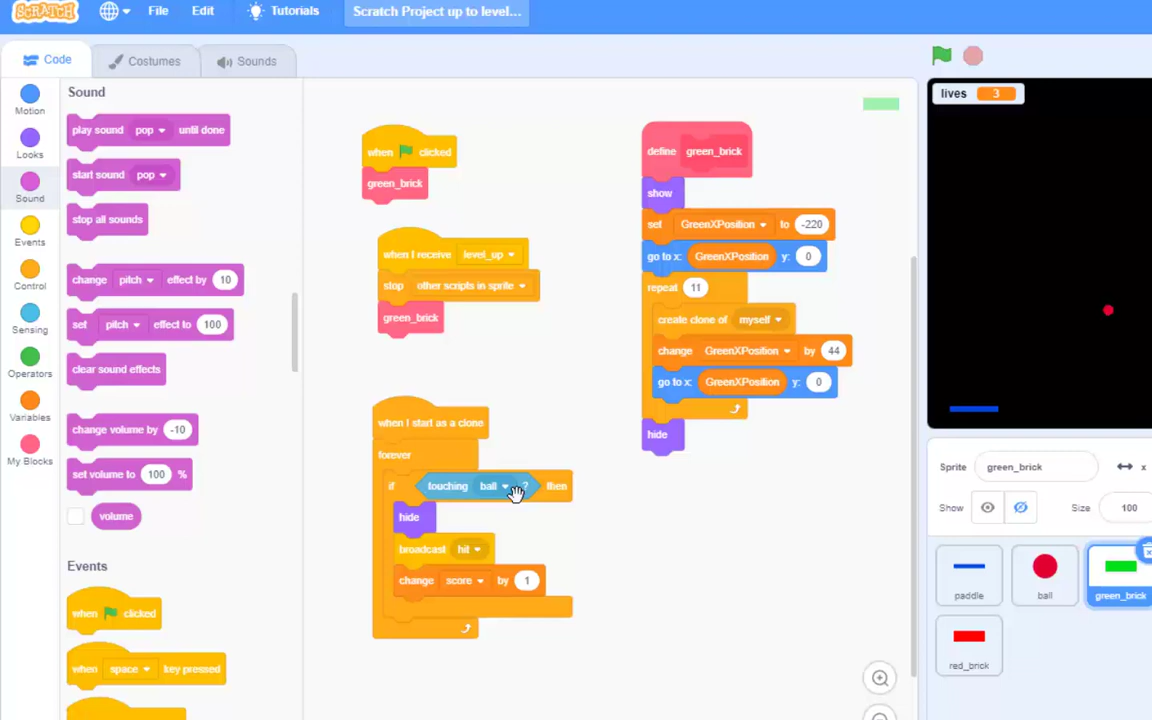 SCRATCH File Edit Tutorials Scratch Project up to level...
Code Costumes Sounds
Motion
Looks
Sound
Events
Control
Sensing
Operators
Variables
My Blocks
Sound
play sound pop until done
start sound pop
stop all sounds
change pitch effect by 10
set pitch effect to 100
clear sound effects
change volume by -10
set volume to 100 %
volume
Events
when clicked
when space key pressed
when clicked
green_brick
when I receive level_up
stop other scripts in sprite
green_brick
when I start as a clone
forever
if touching ball ? then
hide
broadcast hit
change score by 1
define green_brick
show
set GreenXPosition to -220
go to x: GreenXPosition y: 0
repeat 11
create clone of myself
change GreenXPosition by 44
go to x: GreenXPosition y: 0
hide
lives 3
Sprite green_brick x
Show Size 100
paddle
ball
green_brick
red_brick